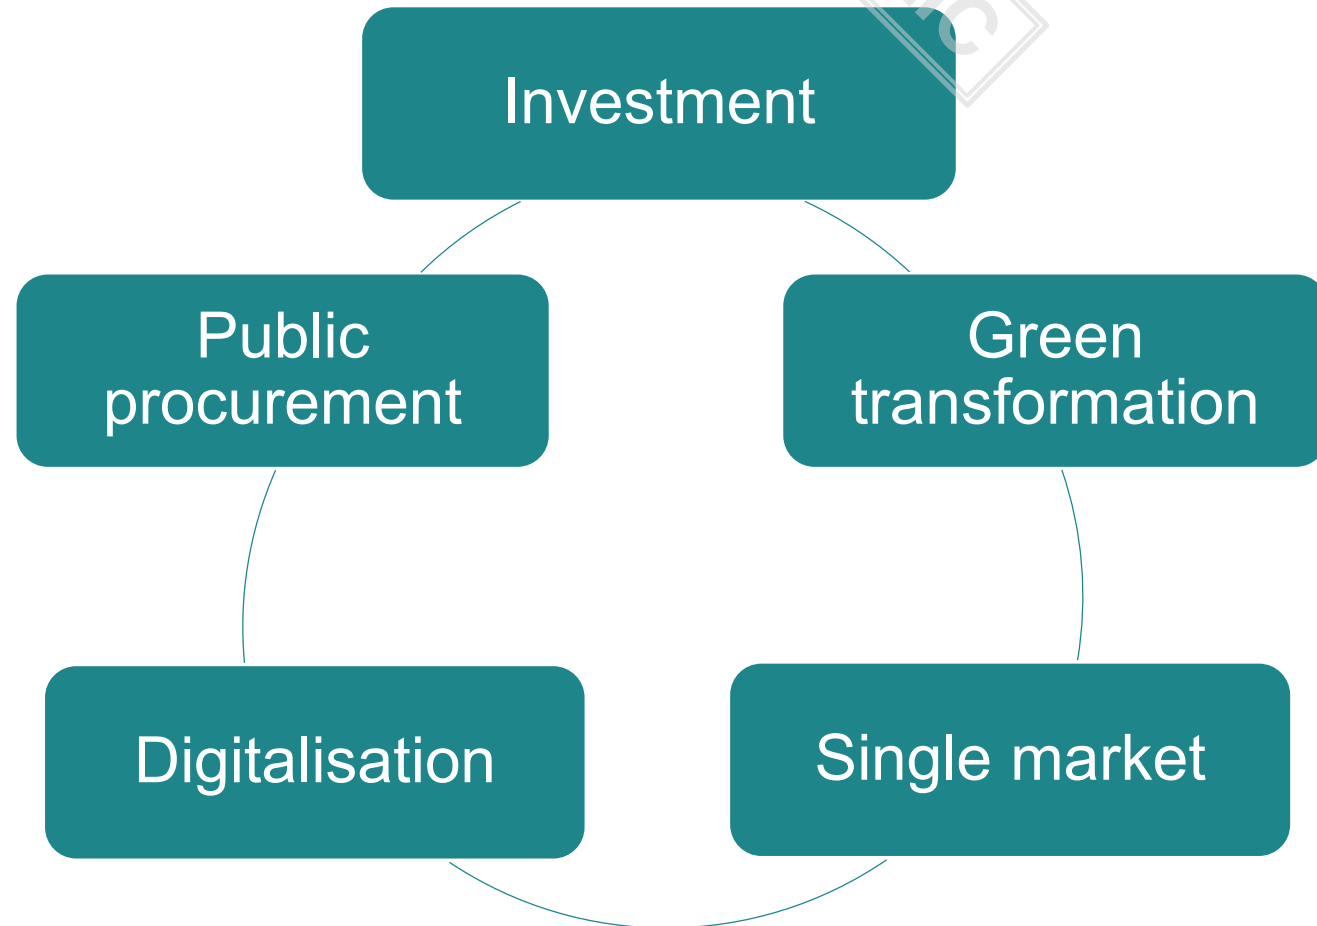 Investment
Public
procurement
Green
transformation
Digitalisation
Single market